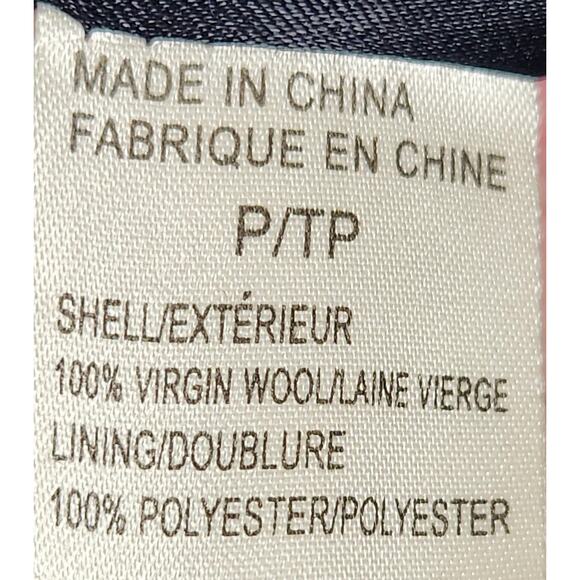 MADE IN CHINA
FABRIQUE EN CHINE
P/TP
SHELL/EXTÉRIEUR
100% VIRGIN WOOL/LAINE VIERGE
LINING/DOUBLURE
100% POLYESTER/POLYESTER